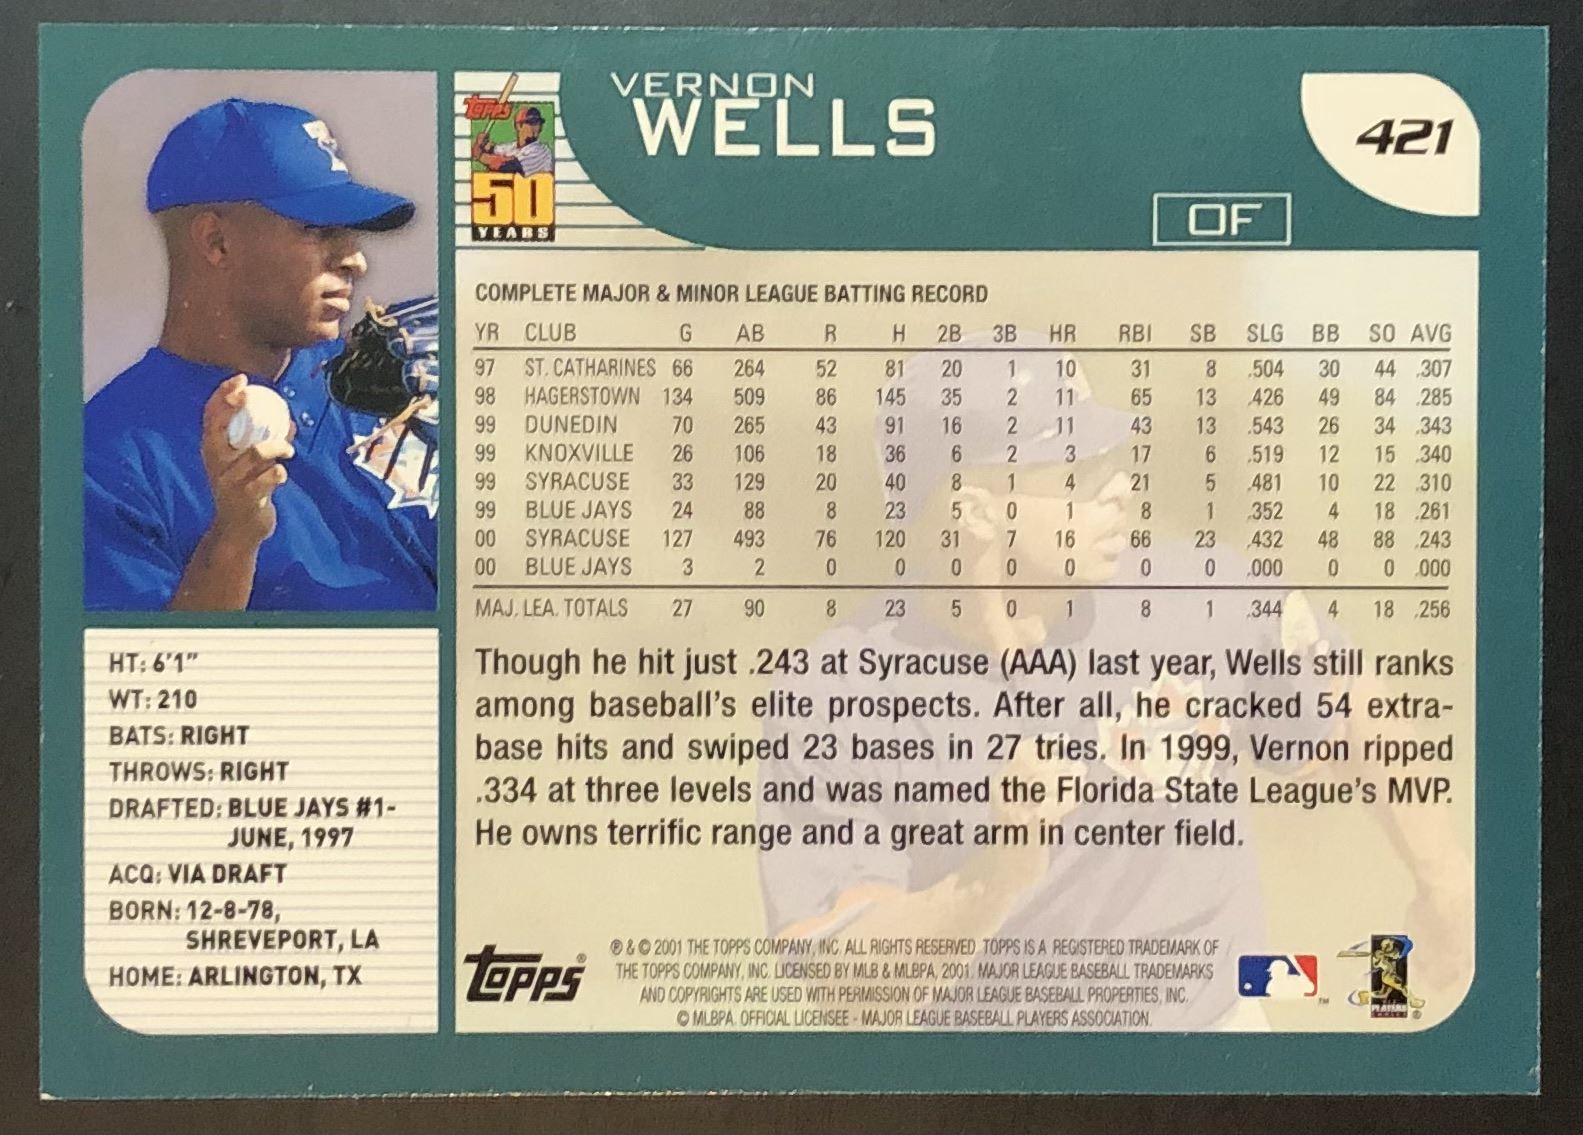 TOPPS
50
YEARS
VERNON
WELLS
421
OF
COMPLETE MAJOR & MINOR LEAGUE BATTING RECORD
YR CLUB G AB R H 2B 3B HR RBI SB SLG BB SO AVG
97 ST. CATHARINES 66 264 52 81 20 1 10 31 8 .504 30 44 .307
98 HAGERSTOWN 134 509 86 145 35 2 11 65 13 .426 49 84 .285
99 DUNEDIN 70 265 43 91 16 2 11 43 13 .543 26 34 .343
99 KNOXVILLE 26 106 18 36 6 2 3 17 6 .519 12 15 .340
99 SYRACUSE 33 129 20 40 8 1 4 21 5 .481 10 22 .310
99 BLUE JAYS 24 88 8 23 5 0 1 8 1 .352 4 18 .261
00 SYRACUSE 127 493 76 120 31 7 16 66 23 .432 48 88 .243
00 BLUE JAYS 3 2 0 0 0 0 0 0 0 .000 0 0 .000
MAJ. LEA. TOTALS 27 90 8 23 5 0 1 8 1 .344 4 18 .256
Though he hit just .243 at Syracuse (AAA) last year, Wells still ranks
among baseball's elite prospects. After all, he cracked 54 extra-
base hits and swiped 23 bases in 27 tries. In 1999, Vernon ripped
.334 at three levels and was named the Florida State League's MVP.
He owns terrific range and a great arm in center field.
HT: 6'1"
WT: 210
BATS: RIGHT
THROWS: RIGHT
DRAFTED: BLUE JAYS #1-
JUNE, 1997
ACQ: VIA DRAFT
BORN: 12-8-78,
SHREVEPORT, LA
HOME: ARLINGTON, TX
TOPPS®
℗ & © 2001 THE TOPPS COMPANY, INC. ALL RIGHTS RESERVED. TOPPS IS A REGISTERED TRADEMARK OF
THE TOPPS COMPANY, INC. LICENSED BY MLB & MLBPA, 2001. MAJOR LEAGUE BASEBALL TRADEMARKS
AND COPYRIGHTS ARE USED WITH PERMISSION OF MAJOR LEAGUE BASEBALL PROPERTIES, INC.
© MLBPA. OFFICIAL LICENSEE - MAJOR LEAGUE BASEBALL PLAYERS ASSOCIATION.
TM
PLAYERS
CHOICE
®